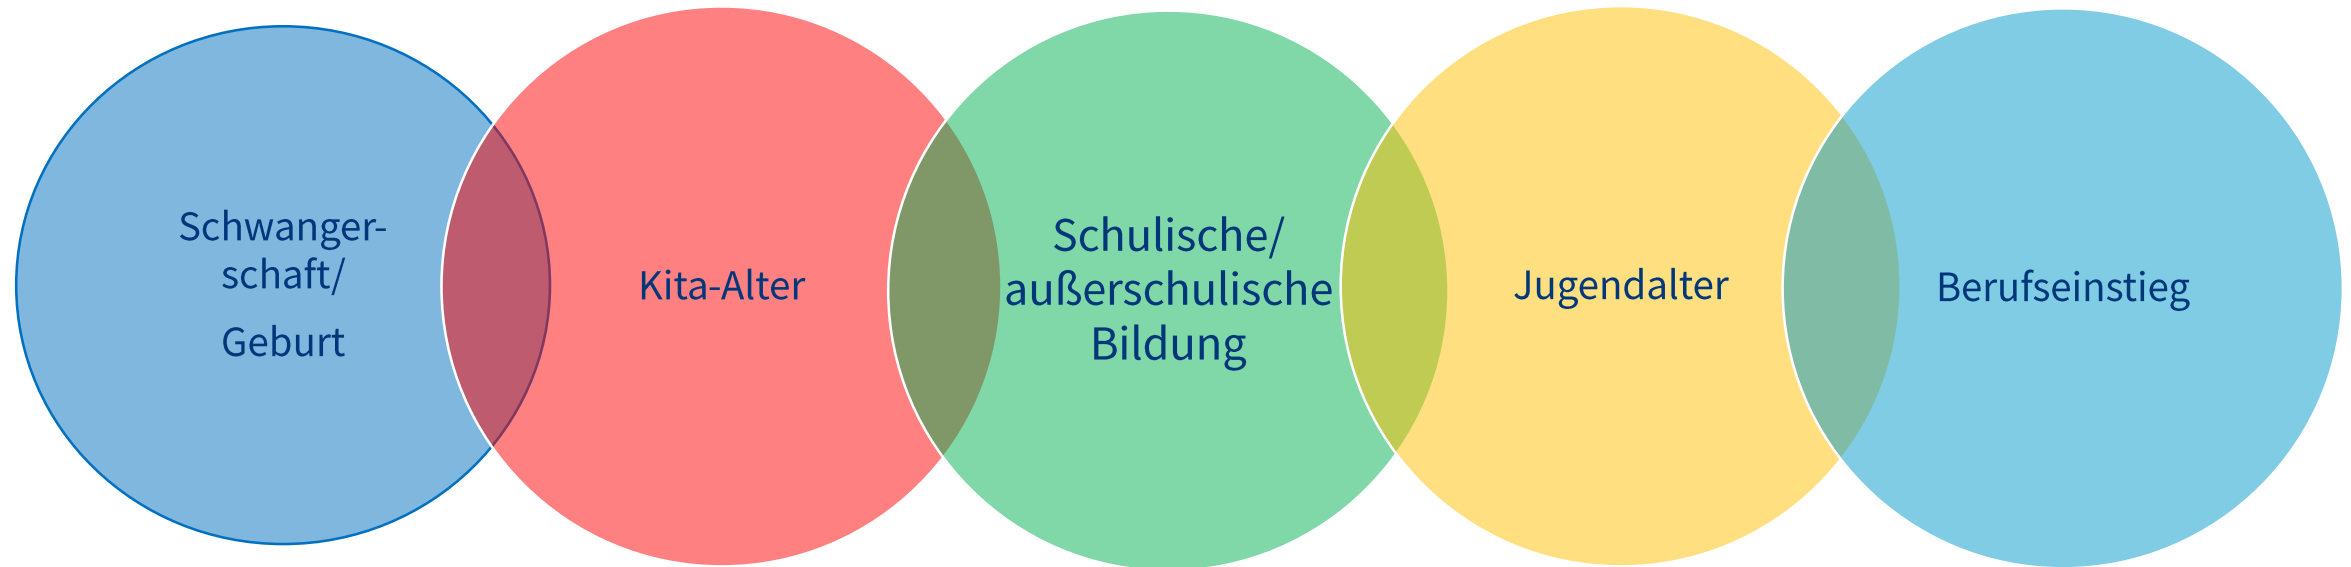 Schwanger-
schaft/
Geburt
Kita-Alter
Schulische/
außerschulische
Bildung
Jugendalter
Berufseinstieg